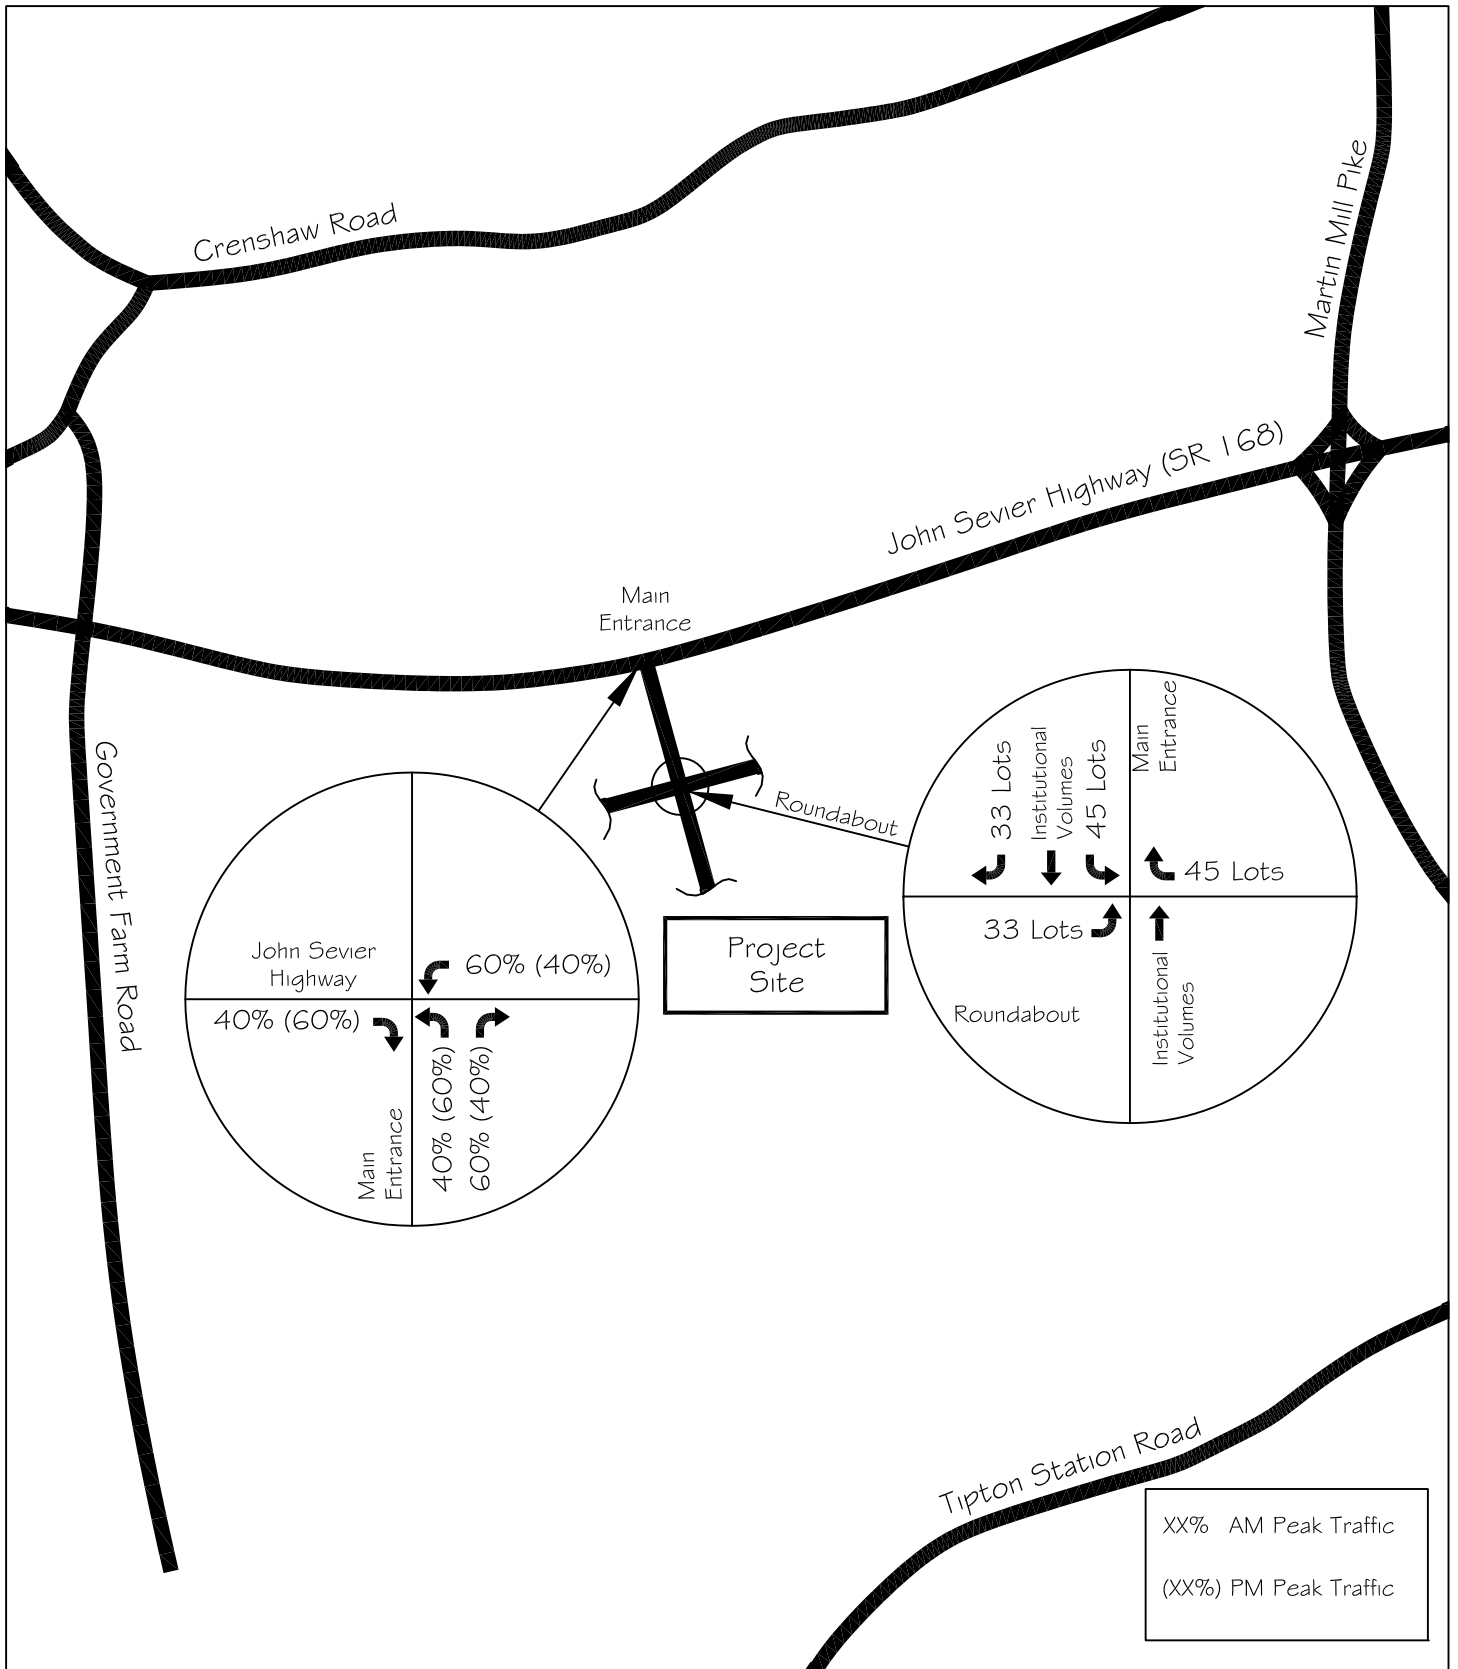 Crenshaw Road
Martin Mill Pike
John Sevier Highway (SR 168)
Main
Entrance
Government Farm Road
Roundabout
33 Lots
Institutional
Volumes
45 Lots
Main
Entrance
45 Lots
33 Lots
Roundabout
Institutional
Volumes
Project
Site
John Sevier
Highway
60% (40%)
40% (60%)
40% (60%)
60% (40%)
Main
Entrance
Tipton Station Road
XX% AM Peak Traffic
(XX%) PM Peak Traffic